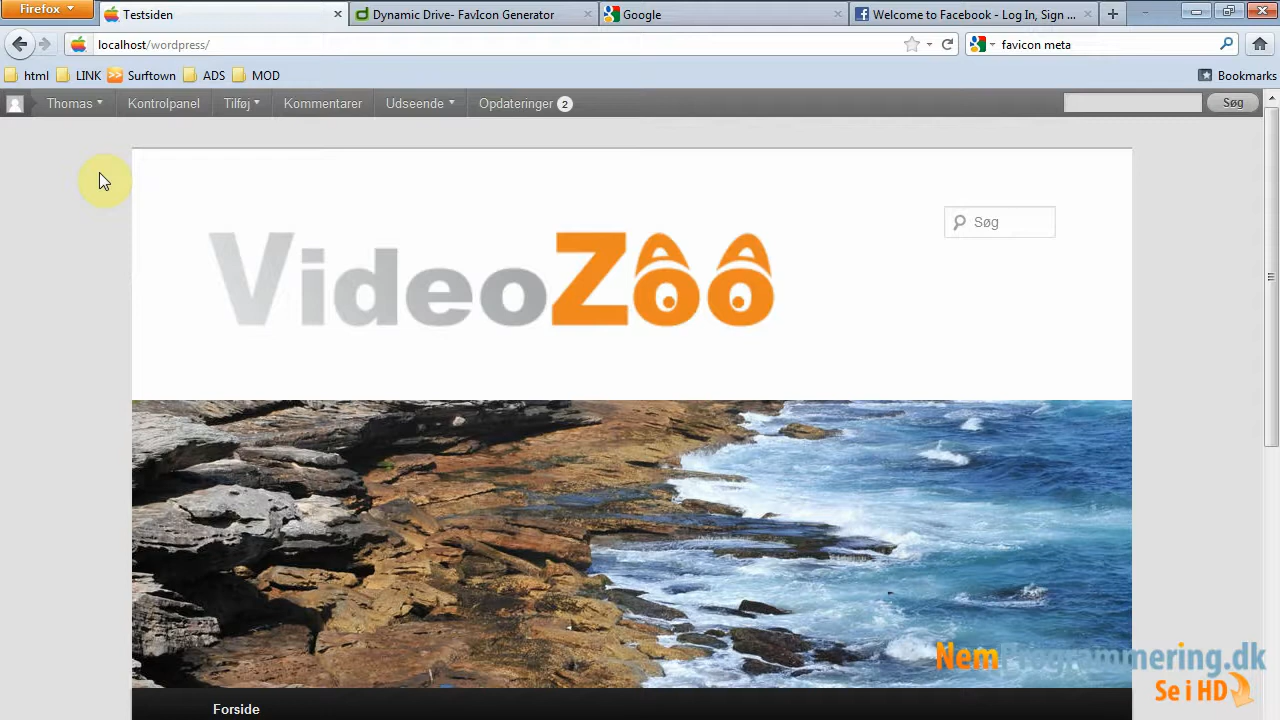 Firefox
Testsiden
Dynamic Drive- FavIcon Generator
Google
Welcome to Facebook - Log In, Sign ...
localhost/wordpress/
favicon meta
html
LINK
Surftown
ADS
MOD
Bookmarks
Thomas
Kontrolpanel
Tilføj
Kommentarer
Udseende
Opdateringer 2
Søg
Søg
VideoZoo
NemProgrammering.dk
Se i HD
Forside